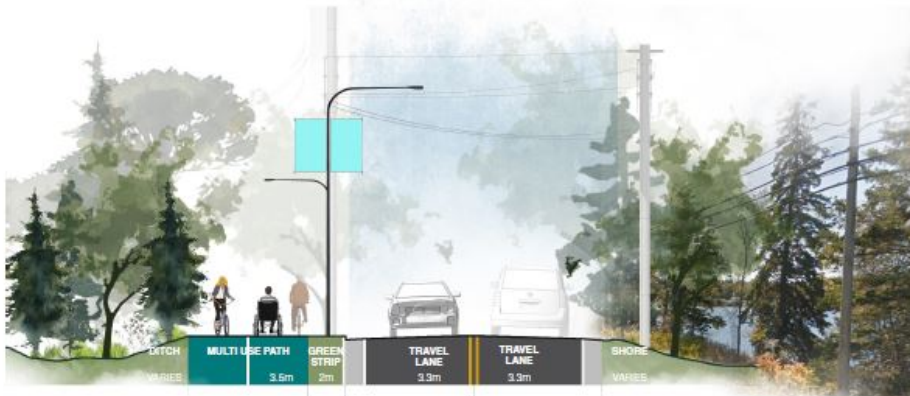 DITCH
VARIES
MULTI USE PATH
3.5m
GREEN
STRIP
2m
TRAVEL
LANE
3.3m
TRAVEL
LANE
3.3m
SHORE
VARIES